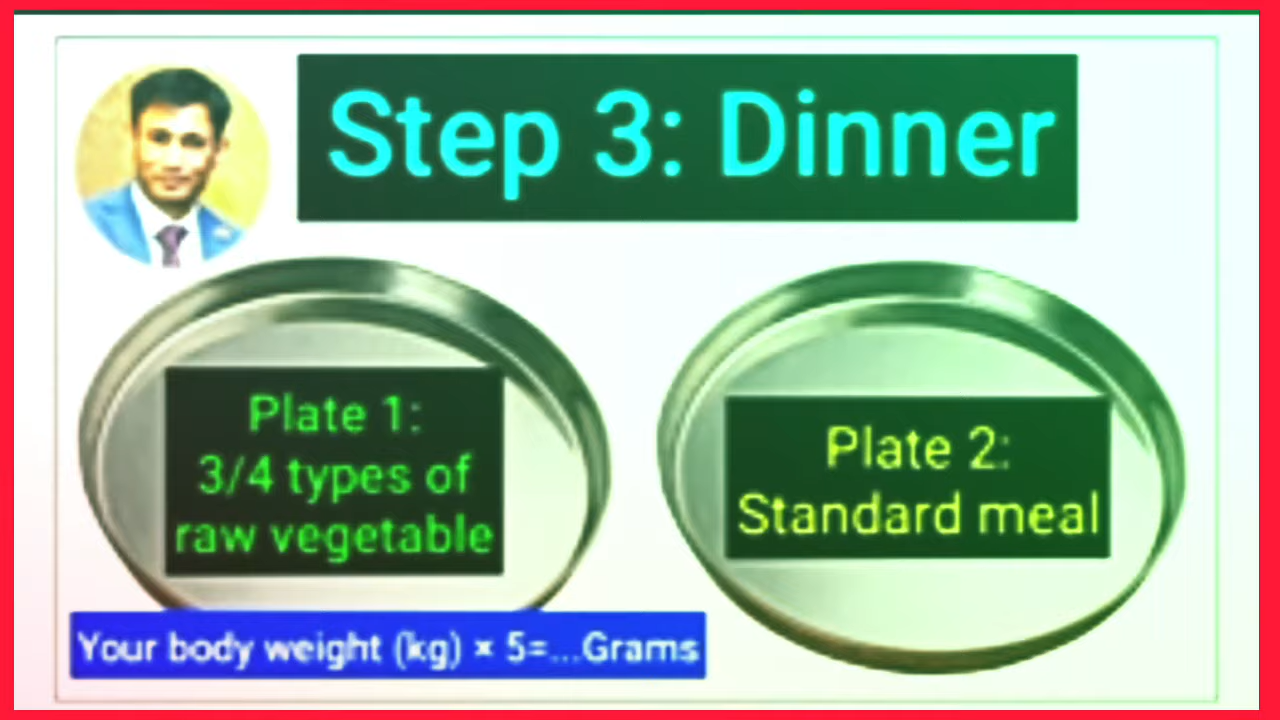 Step 3: Dinner
Plate 1:
3/4 types of
raw vegetable
Plate 2:
Standard meal
Your body weight (kg) × 5=...Grams